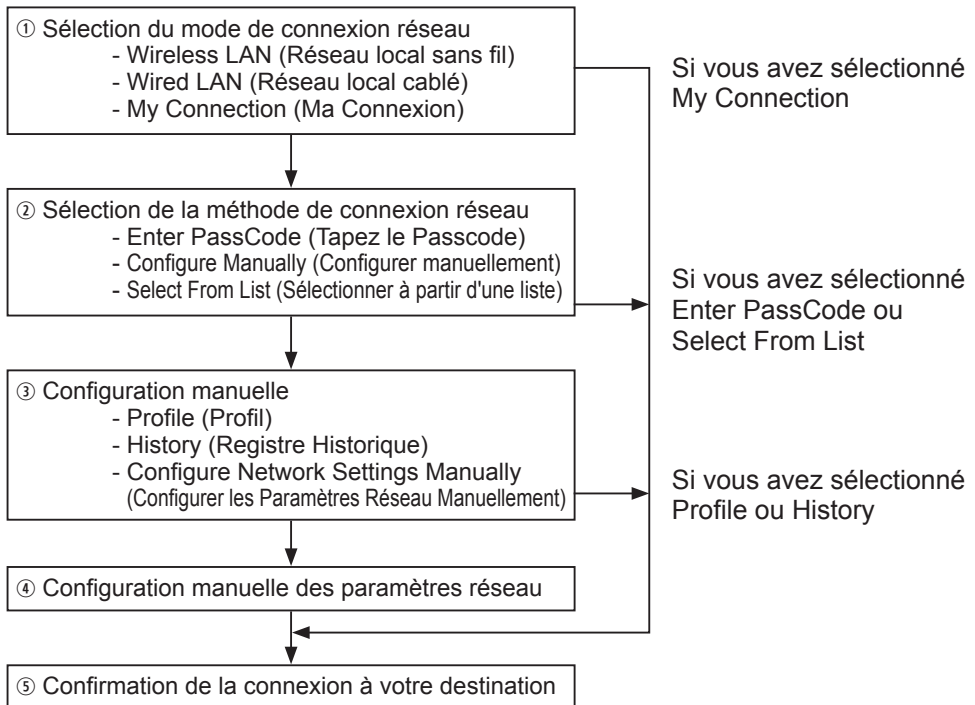 ① Sélection du mode de connexion réseau
- Wireless LAN (Réseau local sans fil)
- Wired LAN (Réseau local cablé)
- My Connection (Ma Connexion)
Si vous avez sélectionné
My Connection
② Sélection de la méthode de connexion réseau
- Enter PassCode (Tapez le Passcode)
- Configure Manually (Configurer manuellement)
- Select From List (Sélectionner à partir d'une liste)
Si vous avez sélectionné
Enter PassCode ou
Select From List
③ Configuration manuelle
- Profile (Profil)
- History (Registre Historique)
- Configure Network Settings Manually
(Configurer les Paramètres Réseau Manuellement)
Si vous avez sélectionné
Profile ou History
④ Configuration manuelle des paramètres réseau
⑤ Confirmation de la connexion à votre destination